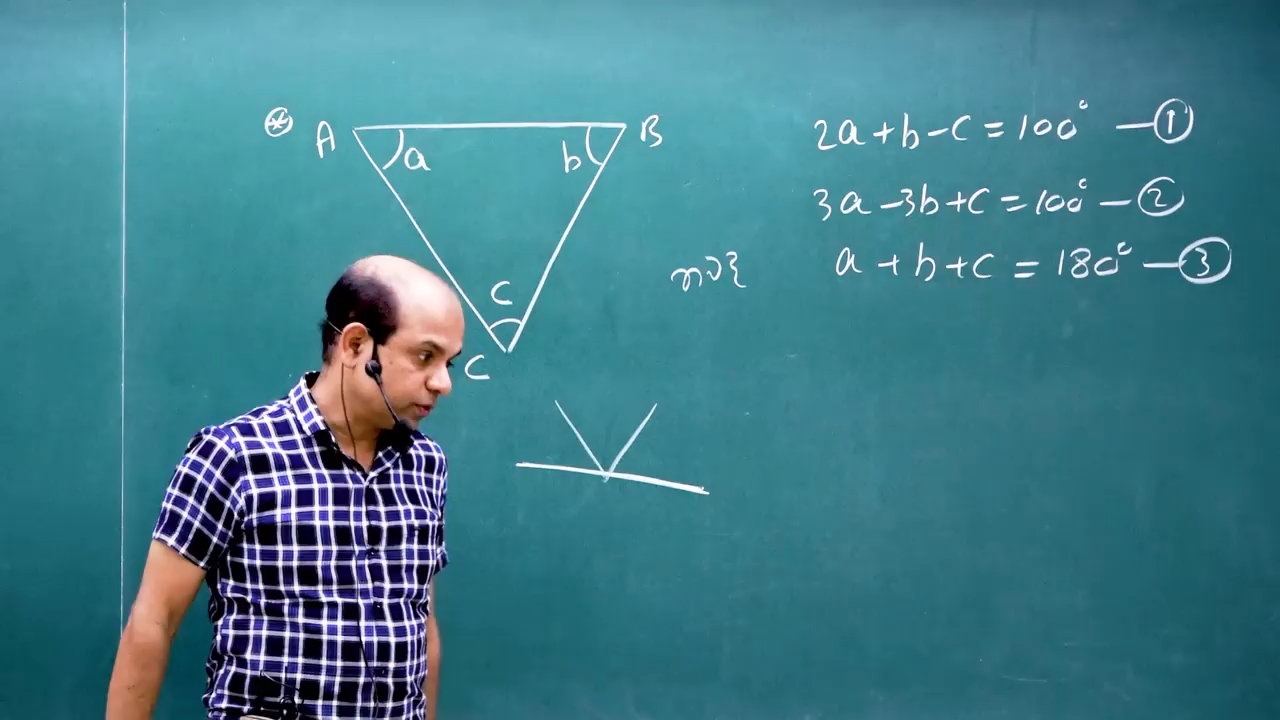 ⊛ A B
a b
C
C
2a + b - c = 100° — ①
3a - 3b + c = 100° — ②
a + b + c = 180° — ③